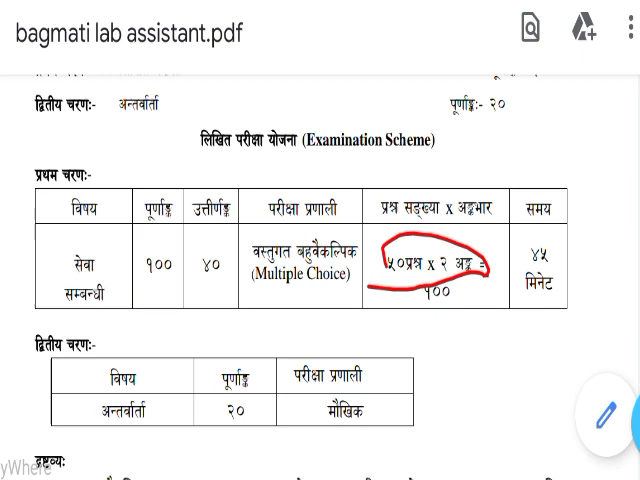 bagmati lab assistant.pdf
द्वितीय चरणः- अन्तर्वार्ता पूर्णाङ्कः- २०
लिखित परीक्षा योजना (Examination Scheme)
प्रथम चरणः-
विषय पूर्णाङ्क उत्तीर्णाङ्क परीक्षा प्रणाली प्रश्न सङ्ख्या x अङ्कभार समय
सेवा सम्बन्धी १०० ४० वस्तुगत बहुवैकल्पिक (Multiple Choice) ५०प्रश्न x २ अङ्क = १०० ४५ मिनेट
द्वितीय चरणः-
विषय पूर्णाङ्क परीक्षा प्रणाली
अन्तर्वार्ता २० मौखिक
द्रष्टव्यः
yWhere